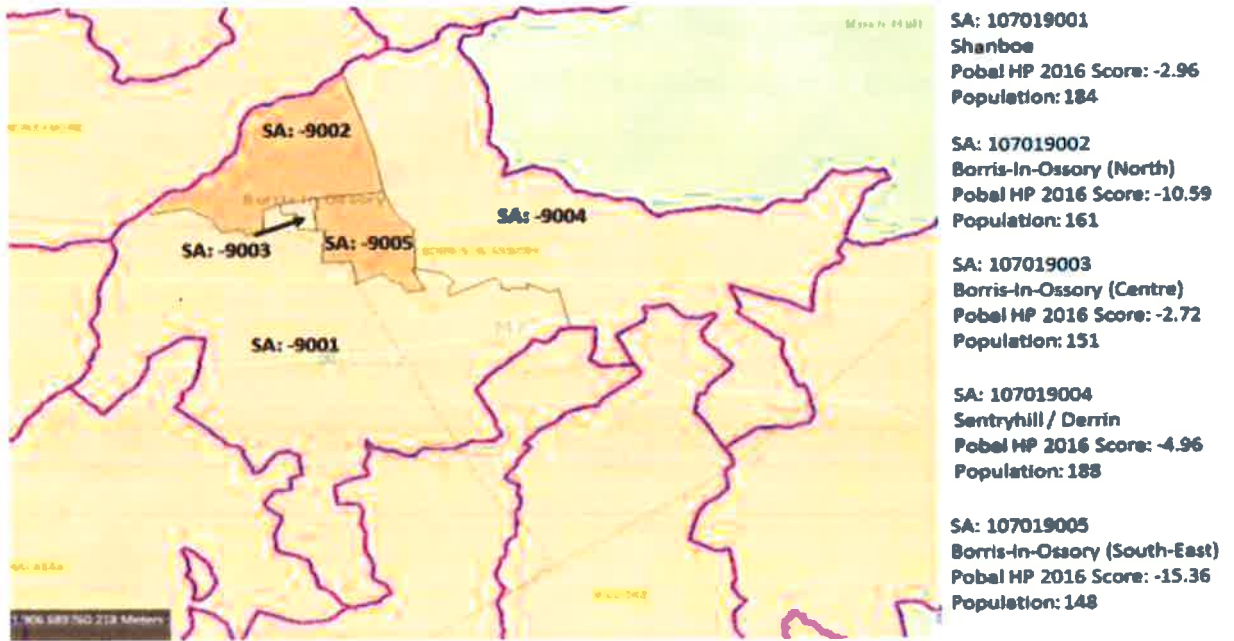 SA: -9002
SA: -9004
SA: -9003
SA: -9005
SA: -9001
SA: 107019001
Shanboe
Pobal HP 2016 Score: -2.96
Population: 184
SA: 107019002
Borris-In-Ossory (North)
Pobal HP 2016 Score: -10.59
Population: 161
SA: 107019003
Borris-In-Ossory (Centre)
Pobal HP 2016 Score: -2.72
Population: 151
SA: 107019004
Sentryhill / Derrin
Pobal HP 2016 Score: -4.96
Population: 188
SA: 107019005
Borris-In-Ossory (South-East)
Pobal HP 2016 Score: -15.36
Population: 148
Borris in Ossory